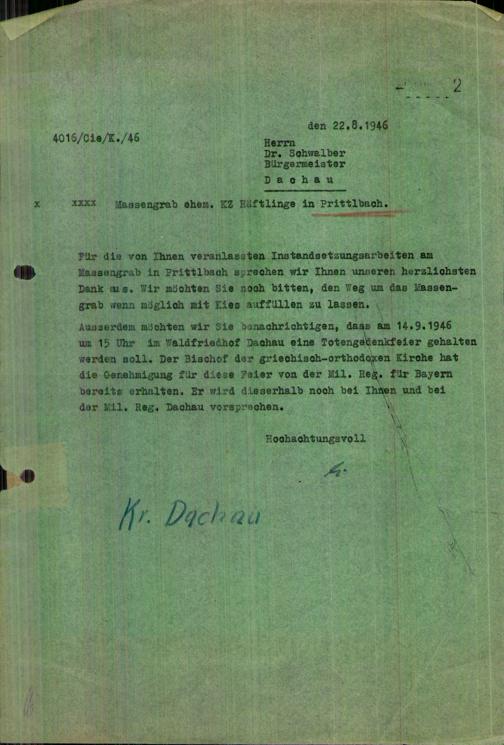 2
den 22.8.1946
4016/Cie/K./46
Herrn
Dr. Schwalber
Bürgermeister
D a c h a u
x xxxx Massengrab ehem. KZ Häftlinge in Prittlbach.
Für die von Ihnen veranlassten Instandsetzungsarbeiten am
Massengrab in Prittlbach sprechen wir Ihnen unseren herzlichsten
Dank aus. Wir möchten Sie noch bitten, den Weg um das Massen-
grab wenn möglich mit Kies auffüllen zu lassen.
Ausserdem möchten wir Sie benachrichtigen, dass am 14.9.1946
um 15 Uhr im Waldfriedhof Dachau eine Totengedenkfeier gehalten
werden soll. Der Bischof der griechisch-orthodoxen Kirche hat
die Genehmigung für diese Feier von der Mil. Reg. für Bayern
bereits erhalten. Er wird dieserhalb noch bei Ihnen und bei
der Mil. Reg. Dachau vorsprechen.
Hochachtungsvoll
Kr. Dachau